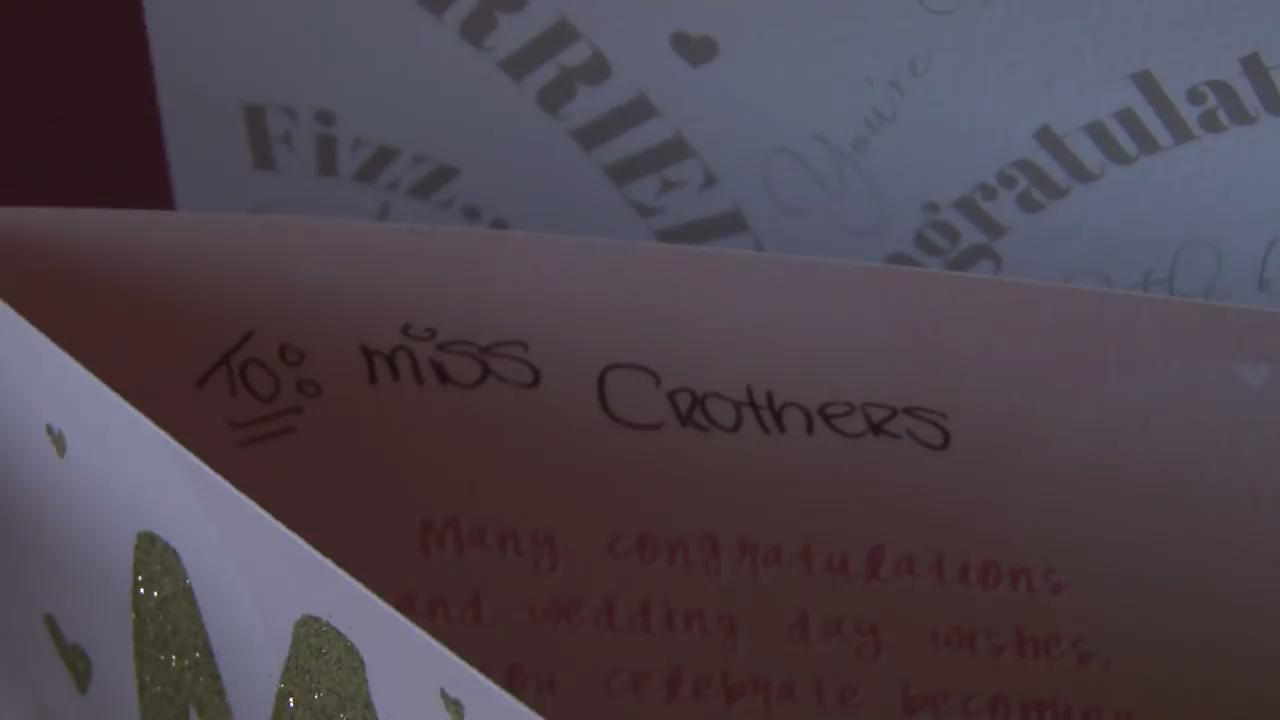 Fizz..
RRIED
You're
ngratulat
To: miss Crothers
Many congratulations
and wedding day wishes,
celebrate becoming